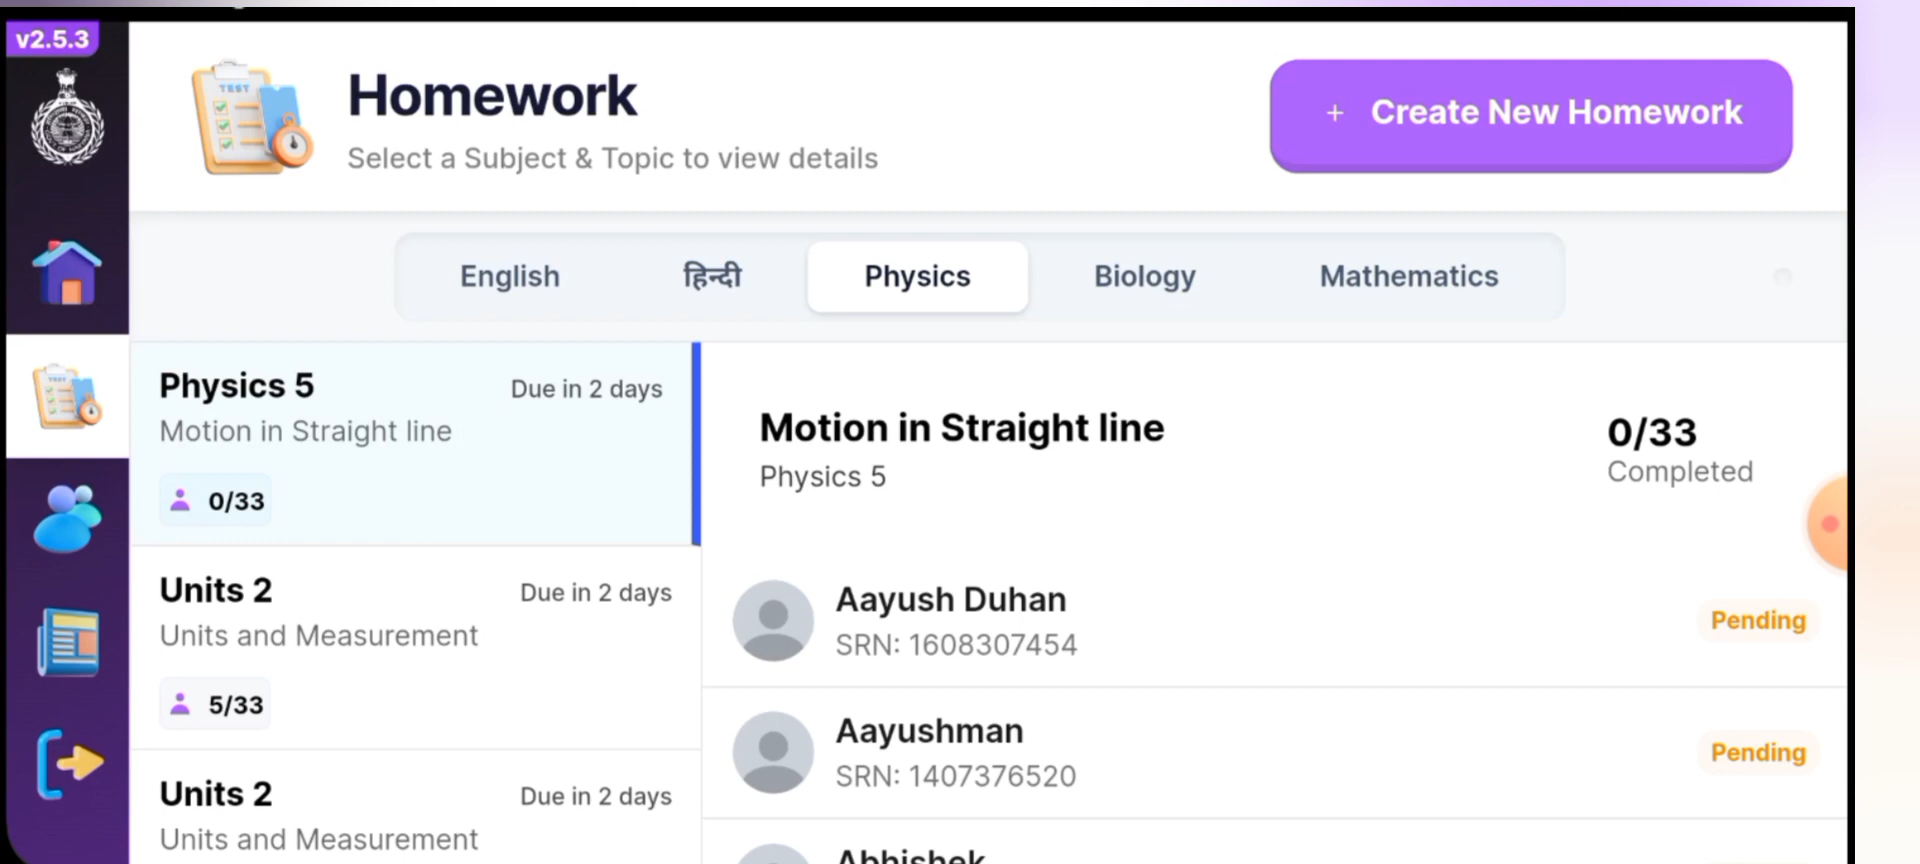 v2.5.3
Homework
Select a Subject & Topic to view details
+ Create New Homework
English हिन्दी Physics Biology Mathematics
Physics 5 Due in 2 days
Motion in Straight line
0/33
Units 2 Due in 2 days
Units and Measurement
5/33
Units 2 Due in 2 days
Units and Measurement
Motion in Straight line
Physics 5
0/33
Completed
Aayush Duhan
SRN: 1608307454
Pending
Aayushman
SRN: 1407376520
Pending
Abhishek
TEST
TEST